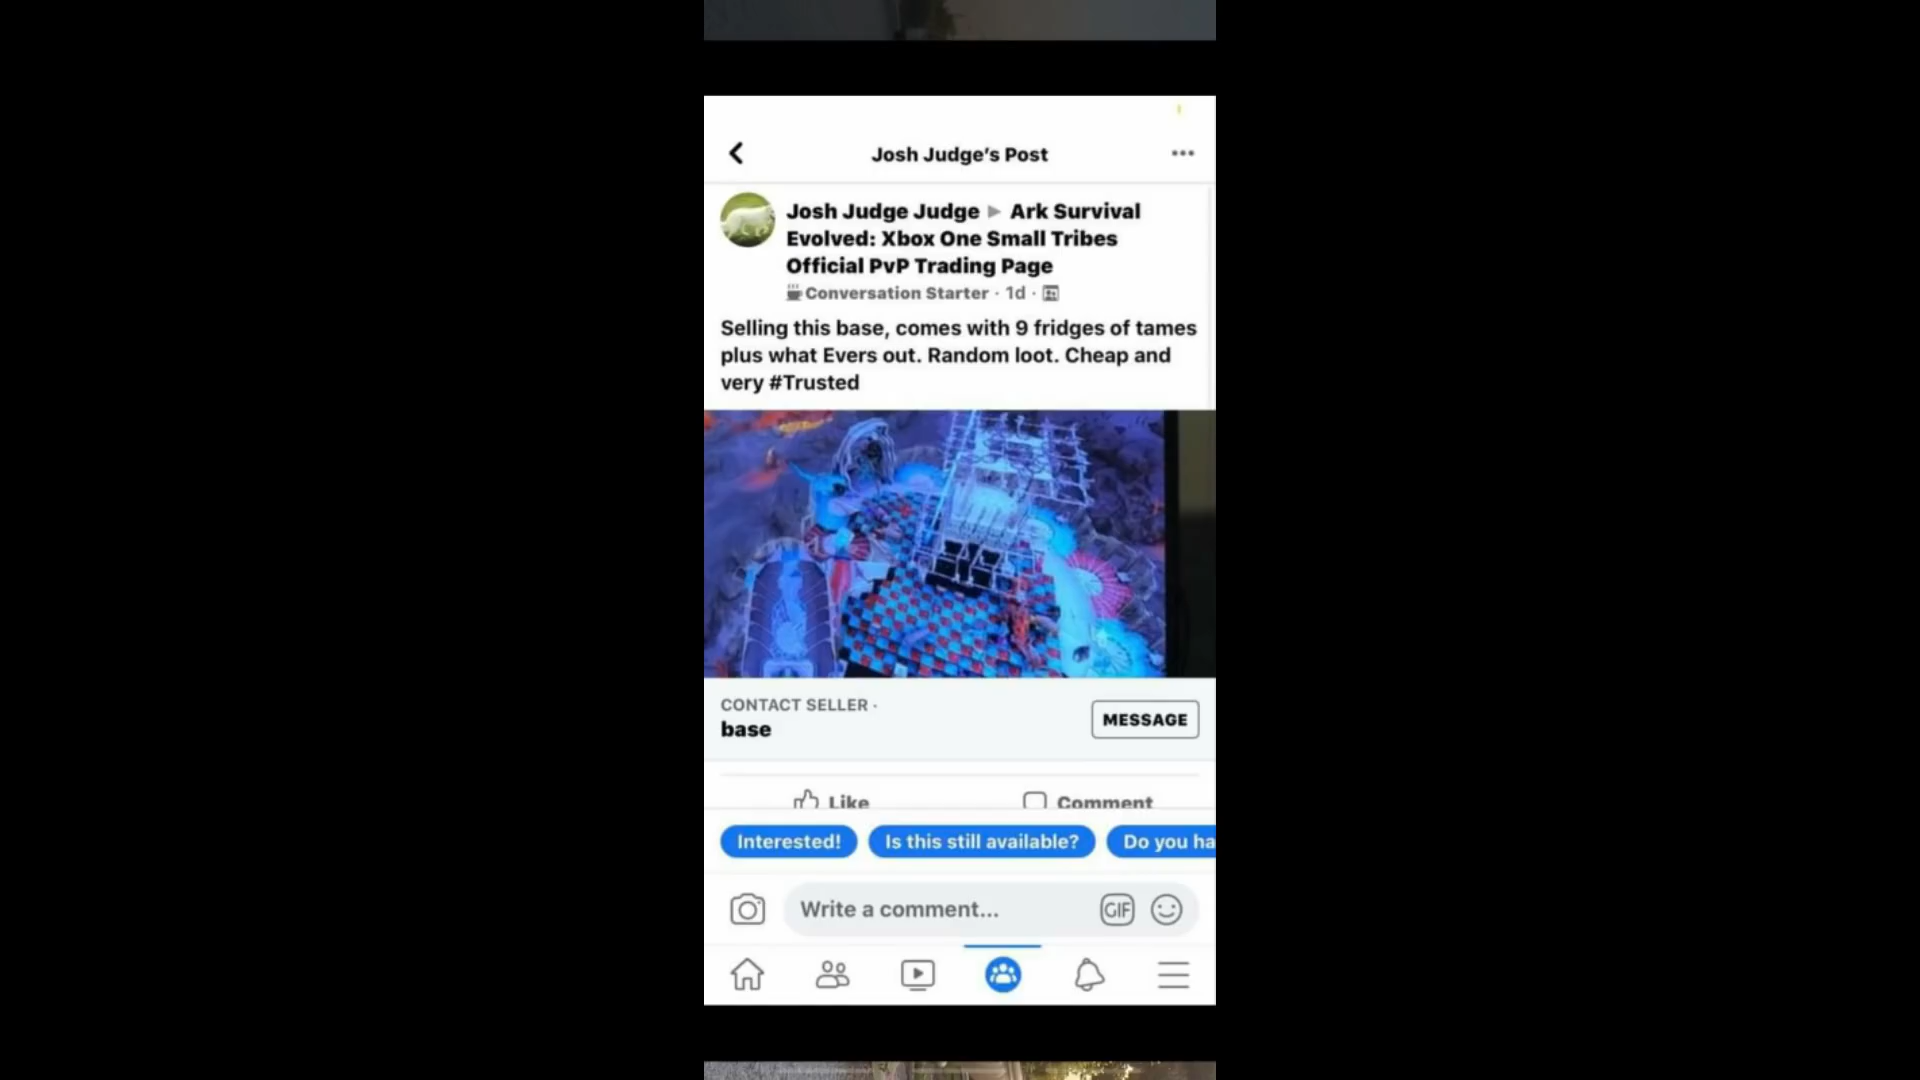 Josh Judge's Post
Josh Judge Judge ▶ Ark Survival
Evolved: Xbox One Small Tribes
Official PvP Trading Page
Conversation Starter · 1d ·
Selling this base, comes with 9 fridges of tames
plus what Evers out. Random loot. Cheap and
very #Trusted
CONTACT SELLER ·
base
MESSAGE
Like
Comment
Interested!
Is this still available?
Do you ha
Write a comment...
GIF